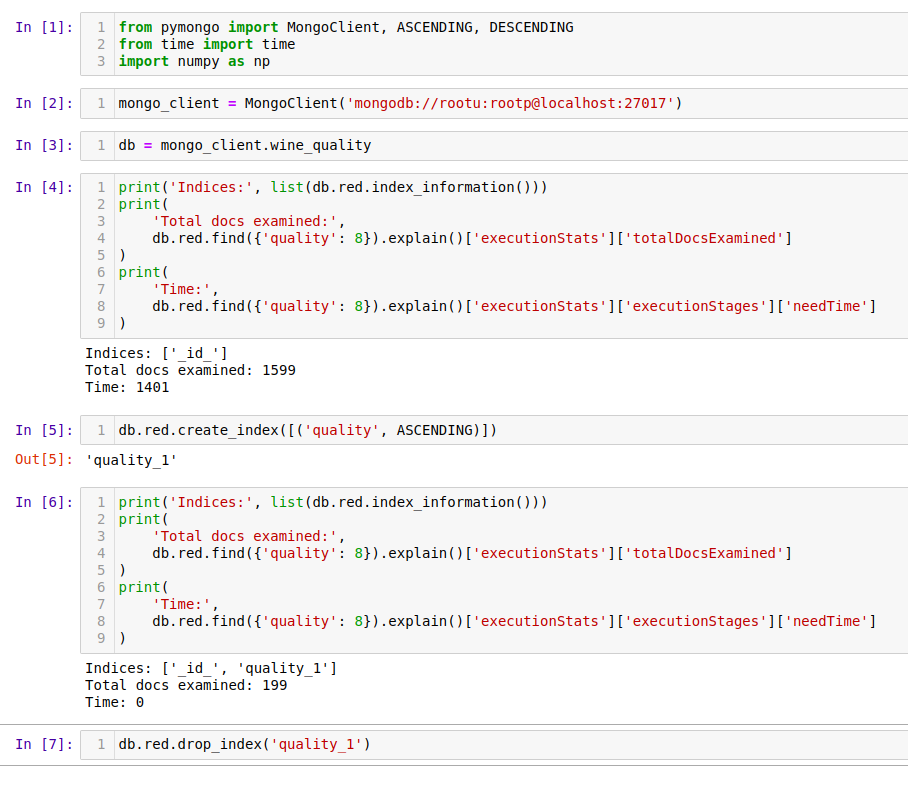 In [1]:
1 from pymongo import MongoClient, ASCENDING, DESCENDING
2 from time import time
3 import numpy as np
In [2]:
1 mongo_client = MongoClient('mongodb://rootu:rootp@localhost:27017')
In [3]:
1 db = mongo_client.wine_quality
In [4]:
1 print('Indices:', list(db.red.index_information()))
2 print(
3     'Total docs examined:',
4     db.red.find({'quality': 8}).explain()['executionStats']['totalDocsExamined']
5 )
6 print(
7     'Time:',
8     db.red.find({'quality': 8}).explain()['executionStats']['executionStages']['needTime']
9 )
Indices: ['_id_']
Total docs examined: 1599
Time: 1401
In [5]:
1 db.red.create_index([('quality', ASCENDING)])
Out[5]: 'quality_1'
In [6]:
1 print('Indices:', list(db.red.index_information()))
2 print(
3     'Total docs examined:',
4     db.red.find({'quality': 8}).explain()['executionStats']['totalDocsExamined']
5 )
6 print(
7     'Time:',
8     db.red.find({'quality': 8}).explain()['executionStats']['executionStages']['needTime']
9 )
Indices: ['_id_', 'quality_1']
Total docs examined: 199
Time: 0
In [7]:
1 db.red.drop_index('quality_1')